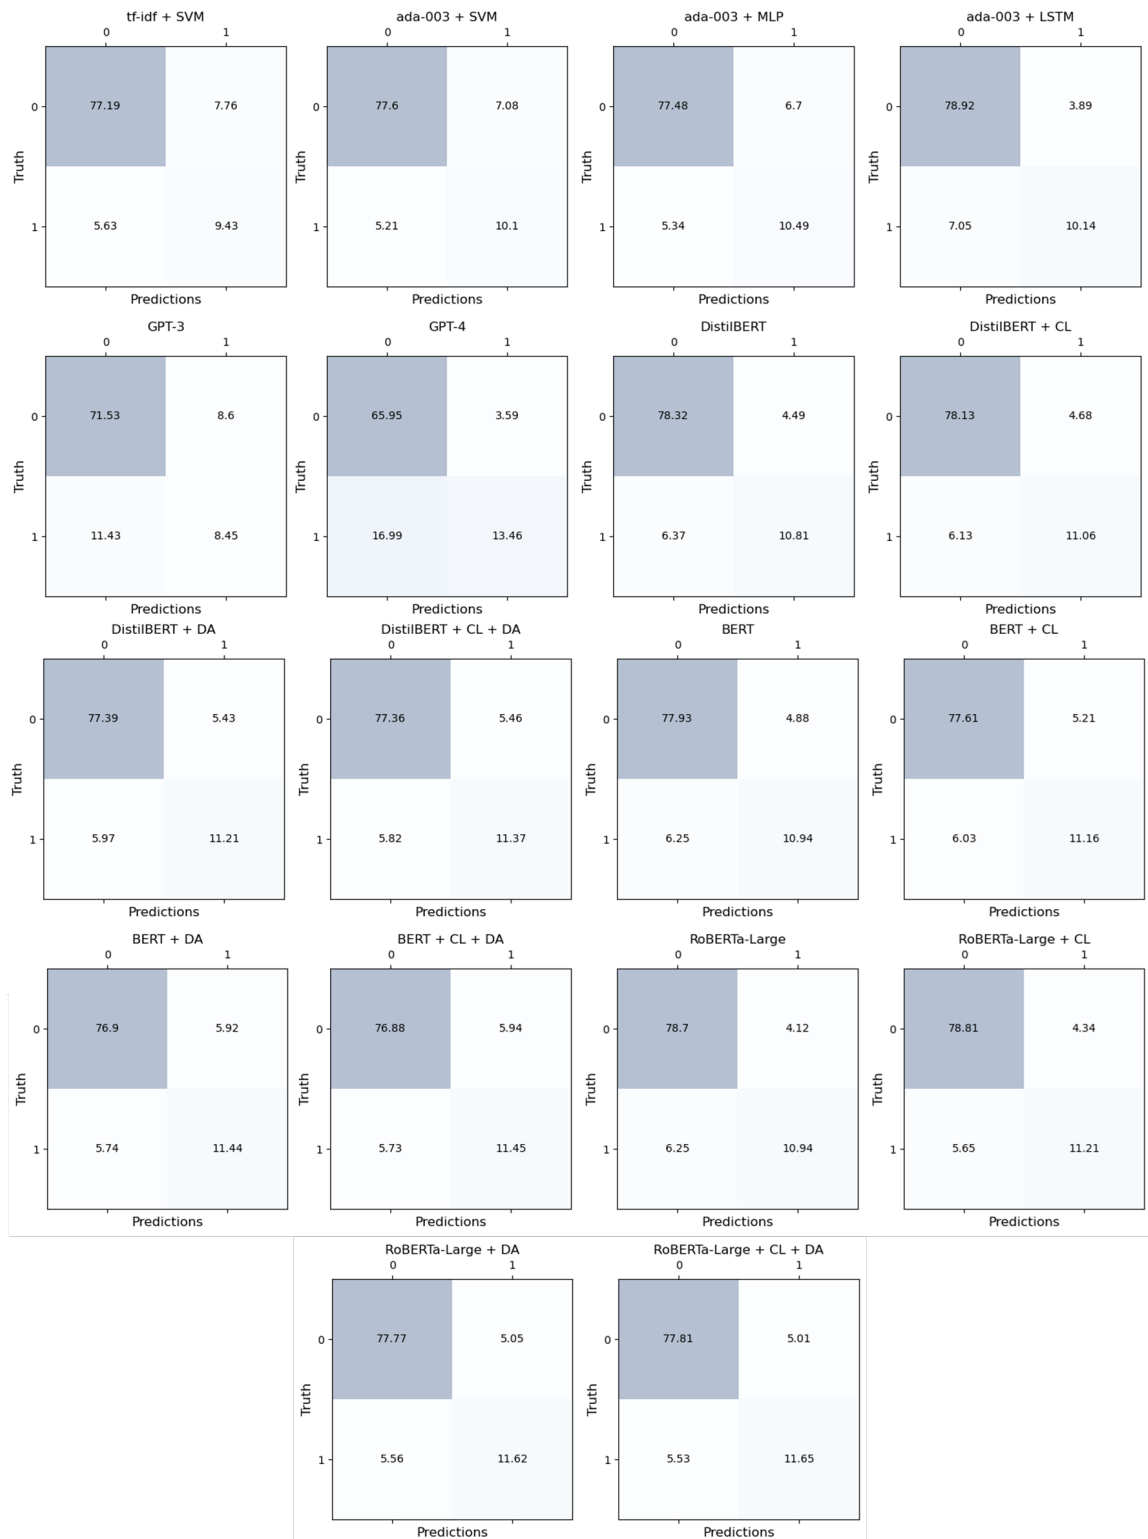 tf-idf + SVM
0 1
0 77.19 7.76
Truth
1 5.63 9.43
Predictions
ada-003 + SVM
0 1
0 77.6 7.08
Truth
1 5.21 10.1
Predictions
ada-003 + MLP
0 1
0 77.48 6.7
Truth
1 5.34 10.49
Predictions
ada-003 + LSTM
0 1
0 78.92 3.89
Truth
1 7.05 10.14
Predictions
GPT-3
0 1
0 71.53 8.6
Truth
1 11.43 8.45
Predictions
GPT-4
0 1
0 65.95 3.59
Truth
1 16.99 13.46
Predictions
DistilBERT
0 1
0 78.32 4.49
Truth
1 6.37 10.81
Predictions
DistilBERT + CL
0 1
0 78.13 4.68
Truth
1 6.13 11.06
Predictions
DistilBERT + DA
0 1
0 77.39 5.43
Truth
1 5.97 11.21
Predictions
DistilBERT + CL + DA
0 1
0 77.36 5.46
Truth
1 5.82 11.37
Predictions
BERT
0 1
0 77.93 4.88
Truth
1 6.25 10.94
Predictions
BERT + CL
0 1
0 77.61 5.21
Truth
1 6.03 11.16
Predictions
BERT + DA
0 1
0 76.9 5.92
Truth
1 5.74 11.44
Predictions
BERT + CL + DA
0 1
0 76.88 5.94
Truth
1 5.73 11.45
Predictions
RoBERTa-Large
0 1
0 78.7 4.12
Truth
1 6.25 10.94
Predictions
RoBERTa-Large + CL
0 1
0 78.81 4.34
Truth
1 5.65 11.21
Predictions
RoBERTa-Large + DA
0 1
0 77.77 5.05
Truth
1 5.56 11.62
Predictions
RoBERTa-Large + CL + DA
0 1
0 77.81 5.01
Truth
1 5.53 11.65
Predictions